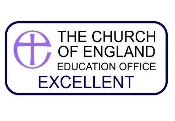 THE CHURCH
OF ENGLAND
EDUCATION OFFICE
EXCELLENT